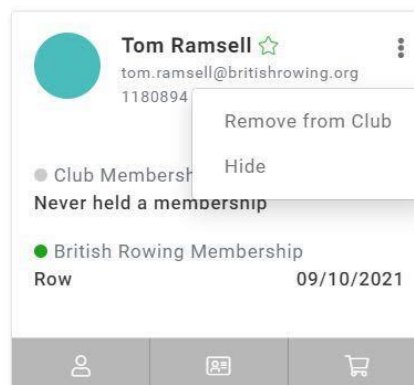 Tom Ramsell
tom.ramsell@britishrowing.org
1180894
Remove from Club
Hide
Club Membersh
Never held a membership
British Rowing Membership
Row 09/10/2021